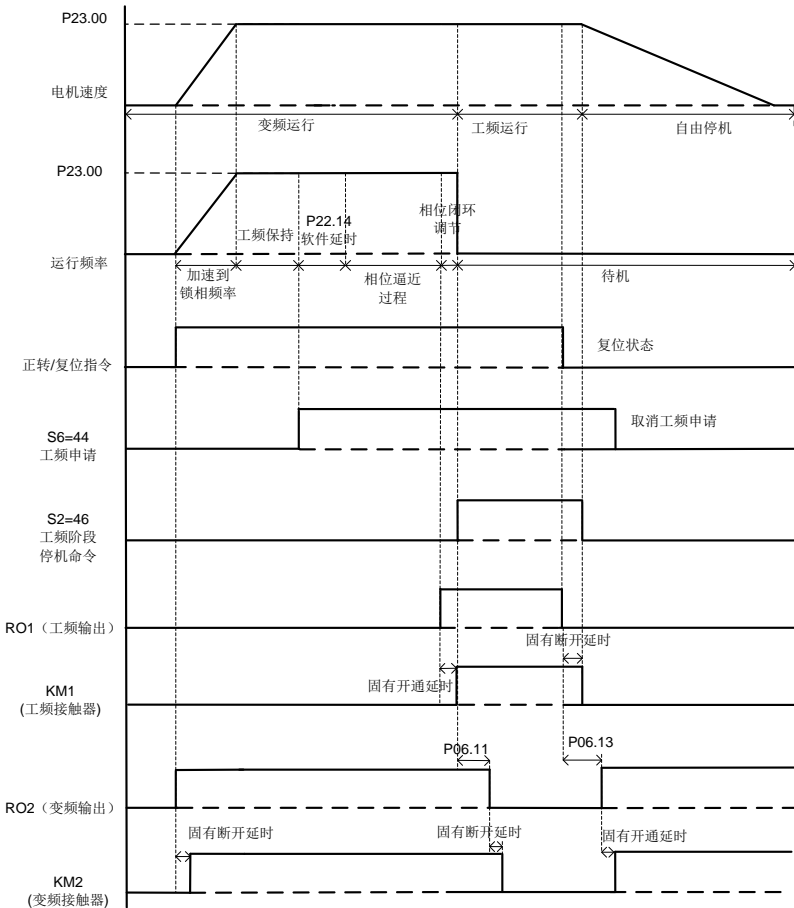 P23.00
电机速度
变频运行
工频运行
自由停机
P23.00
工频保持
P22.14
软件延时
相位闭环
调节
运行频率
加速到
锁相频率
相位逼近
过程
待机
正转/复位指令
复位状态
S6=44
工频申请
取消工频申请
S2=46
工频阶段
停机命令
RO1（工频输出）
固有断开延时
固有开通延时
KM1
(工频接触器)
P06.11
P06.13
RO2（变频输出）
固有断开延时
固有断开延时
固有开通延时
KM2
(变频接触器)